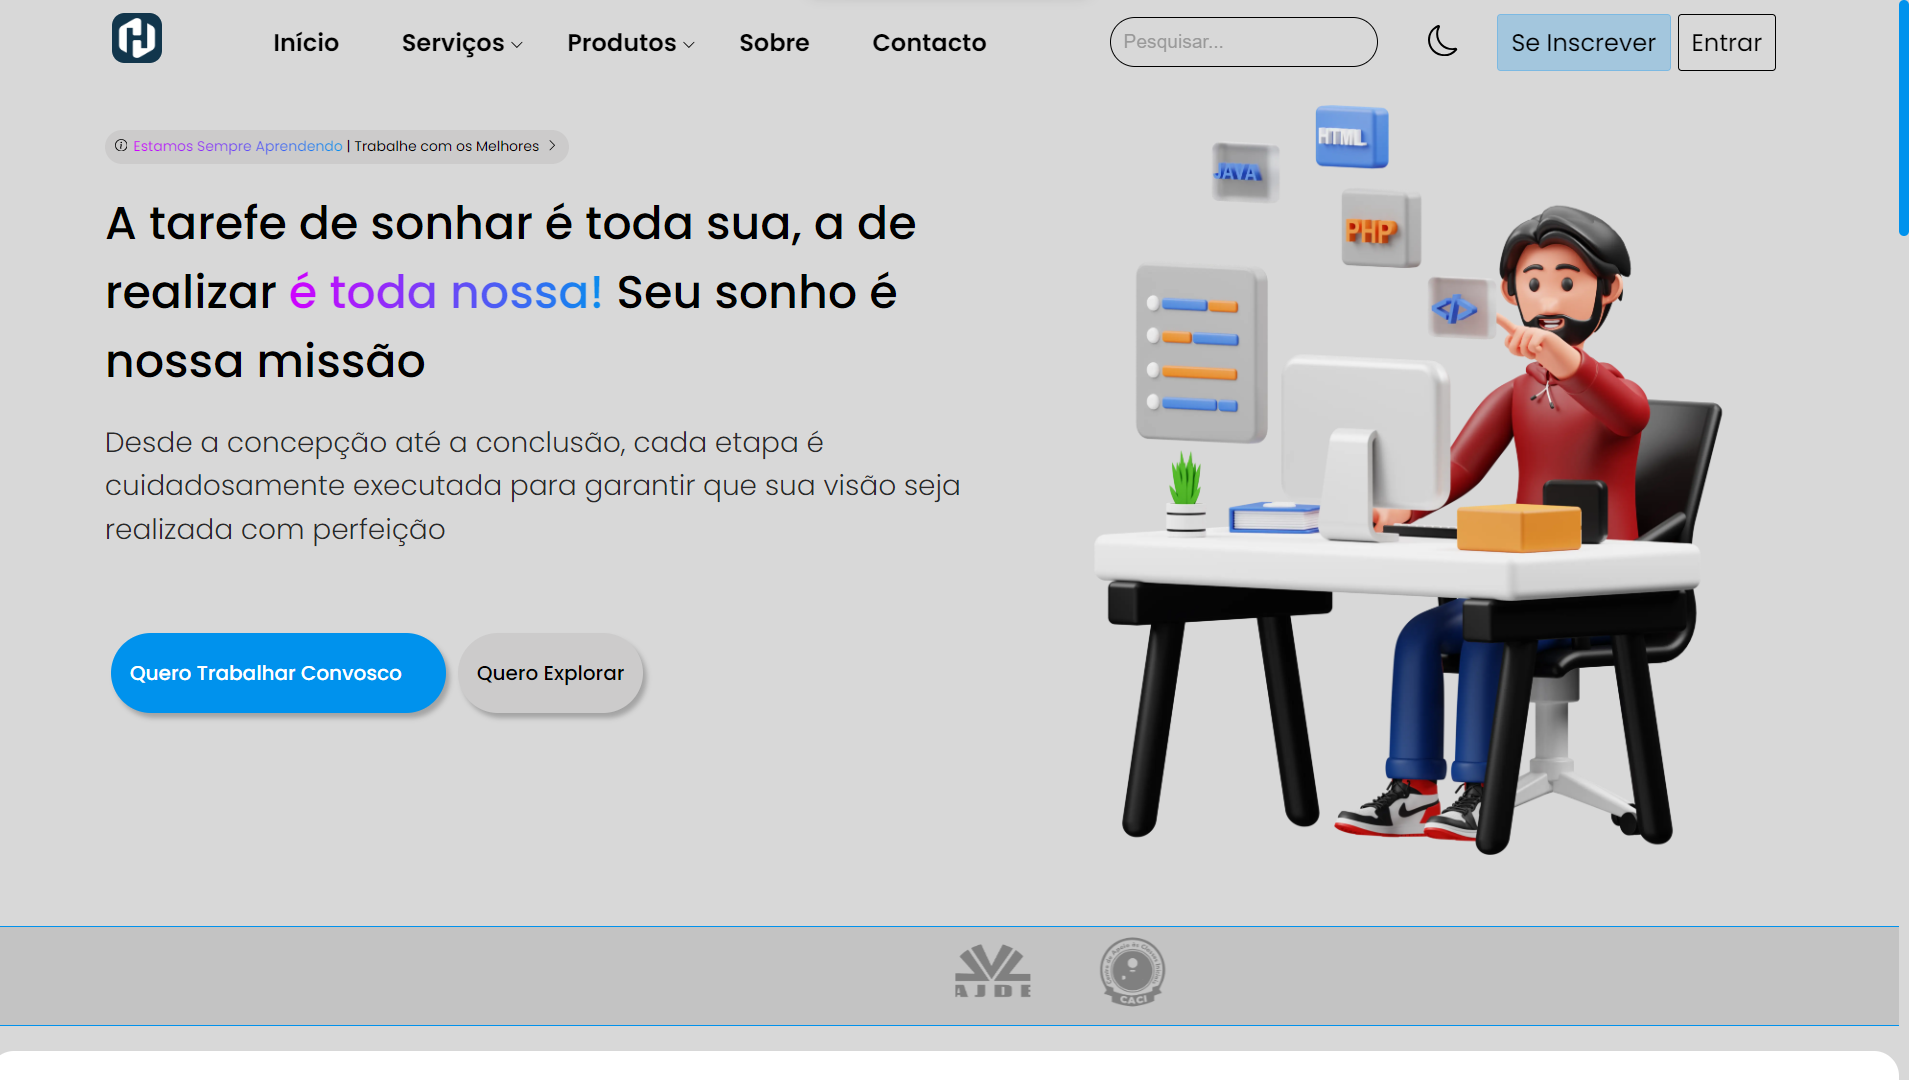 Início Serviços Produtos Sobre Contacto Pesquisar... Se Inscrever Entrar
Estamos Sempre Aprendendo | Trabalhe com os Melhores
A tarefe de sonhar é toda sua, a de
realizar é toda nossa! Seu sonho é
nossa missão
Desde a concepção até a conclusão, cada etapa é
cuidadosamente executada para garantir que sua visão seja
realizada com perfeição
Quero Trabalhar Convosco
Quero Explorar
HTML
JAVA
PHP
</>
AJDE
CACI